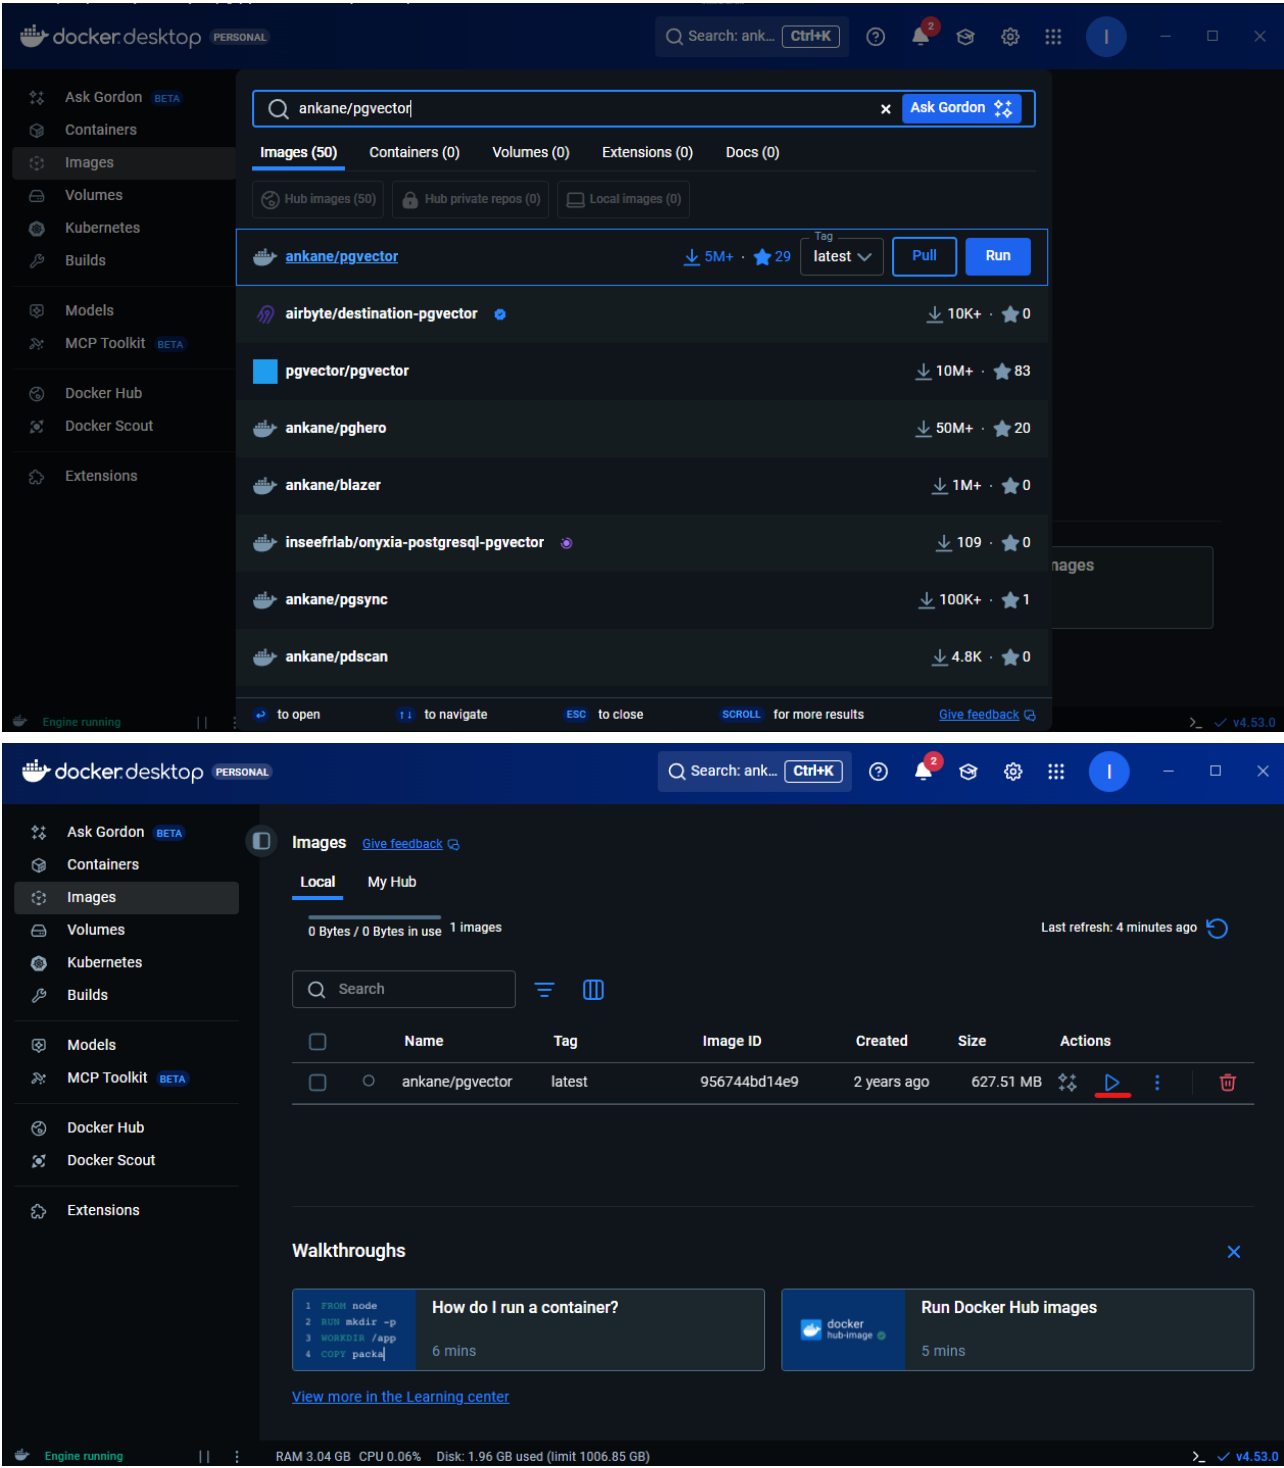 docker desktop PERSONAL
Search: ank... Ctrl+K
2
I
Ask Gordon BETA
Containers
Images
Volumes
Kubernetes
Builds
Models
MCP Toolkit BETA
Docker Hub
Docker Scout
Extensions
ankane/pgvector
Ask Gordon
Images (50) Containers (0) Volumes (0) Extensions (0) Docs (0)
Hub images (50) Hub private repos (0) Local images (0)
ankane/pgvector 5M+ · 29 Tag latest Pull Run
airbyte/destination-pgvector 10K+ · 0
pgvector/pgvector 10M+ · 83
ankane/pghero 50M+ · 20
ankane/blazer 1M+ · 0
inseefrlab/onyxia-postgresql-pgvector 109 · 0
ankane/pgsync 100K+ · 1
ankane/pdscan 4.8K · 0
nages
to open to navigate ESC to close SCROLL for more results Give feedback
Engine running
v4.53.0
docker desktop PERSONAL
Search: ank... Ctrl+K
2
I
Ask Gordon BETA
Containers
Images
Volumes
Kubernetes
Builds
Models
MCP Toolkit BETA
Docker Hub
Docker Scout
Extensions
Images Give feedback
Local My Hub
0 Bytes / 0 Bytes in use 1 images
Last refresh: 4 minutes ago
Search
Name Tag Image ID Created Size Actions
ankane/pgvector latest 956744bd14e9 2 years ago 627.51 MB
Walkthroughs
1 FROM node
2 RUN mkdir -p
3 WORKDIR /app
4 COPY packa
How do I run a container?
6 mins
docker
hub-image
Run Docker Hub images
5 mins
View more in the Learning center
Engine running
RAM 3.04 GB CPU 0.06% Disk: 1.96 GB used (limit 1006.85 GB)
v4.53.0